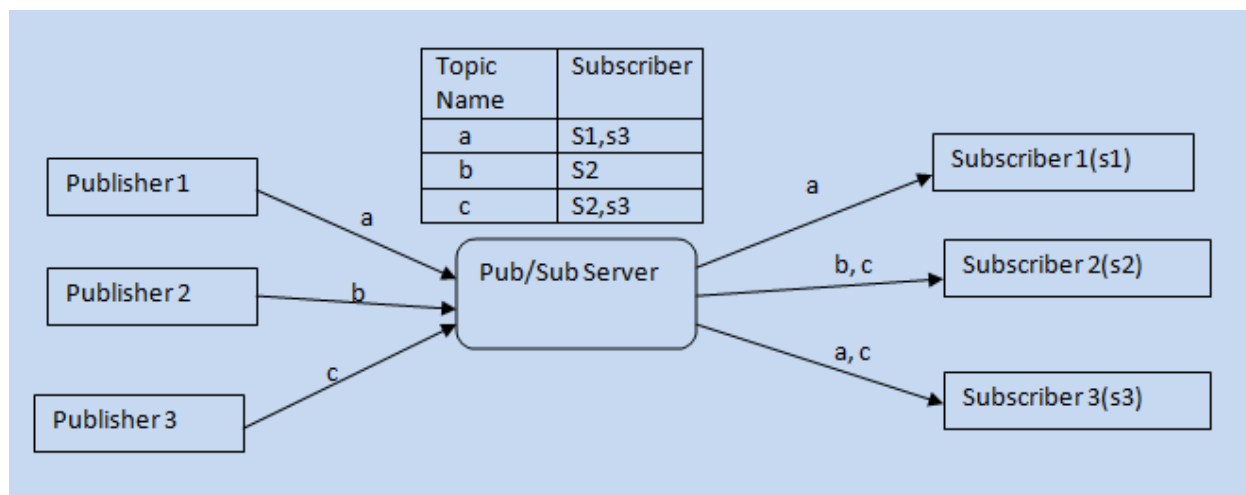 Topic Name Subscriber
a S1,s3
b S2
c S2,s3
Publisher 1
Publisher 2
Publisher 3
a
b
c
Pub/Sub Server
a
b, c
a, c
Subscriber 1(s1)
Subscriber 2(s2)
Subscriber 3(s3)